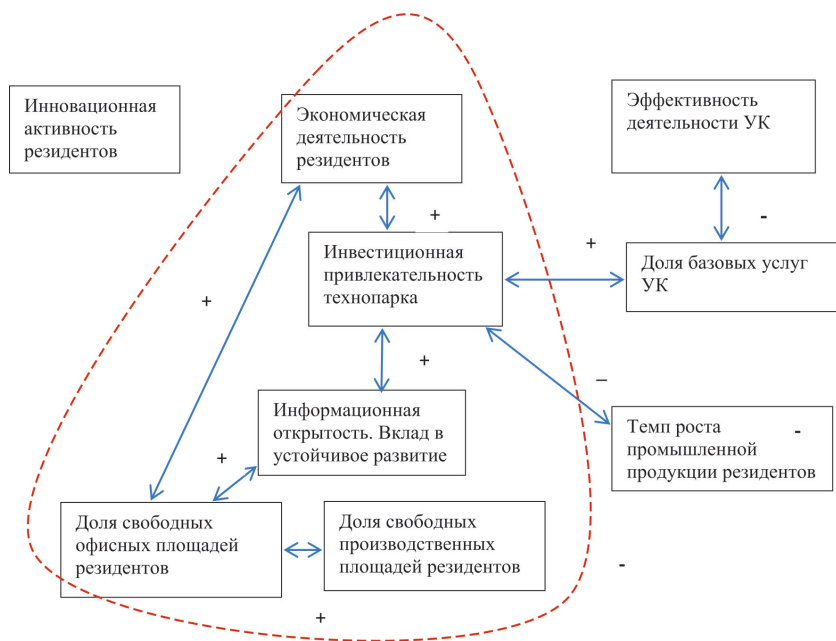 Инновационная
активность
резидентов
Экономическая
деятельность
резидентов
Эффективность
деятельности УК
+
-
Инвестиционная
привлекательность
технопарка
+
Доля базовых услуг
УК
+
+
–
Информационная
открытость. Вклад в
устойчивое развитие
Темп роста
промышленной -
продукции резидентов
+
Доля свободных
офисных площадей
резидентов
Доля свободных
производственных
площадей резидентов
-
+